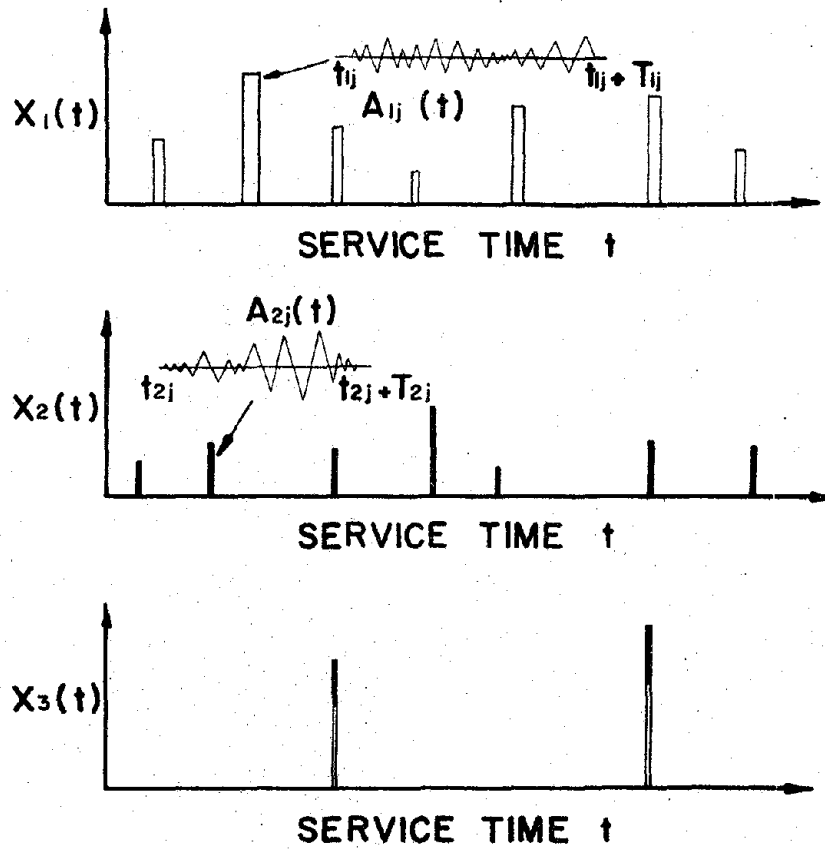 X1(t)
t1j
t1j + T1j
A1j (t)
SERVICE TIME t
A2j(t)
t2j
t2j+T2j
X2(t)
SERVICE TIME t
X3(t)
SERVICE TIME t